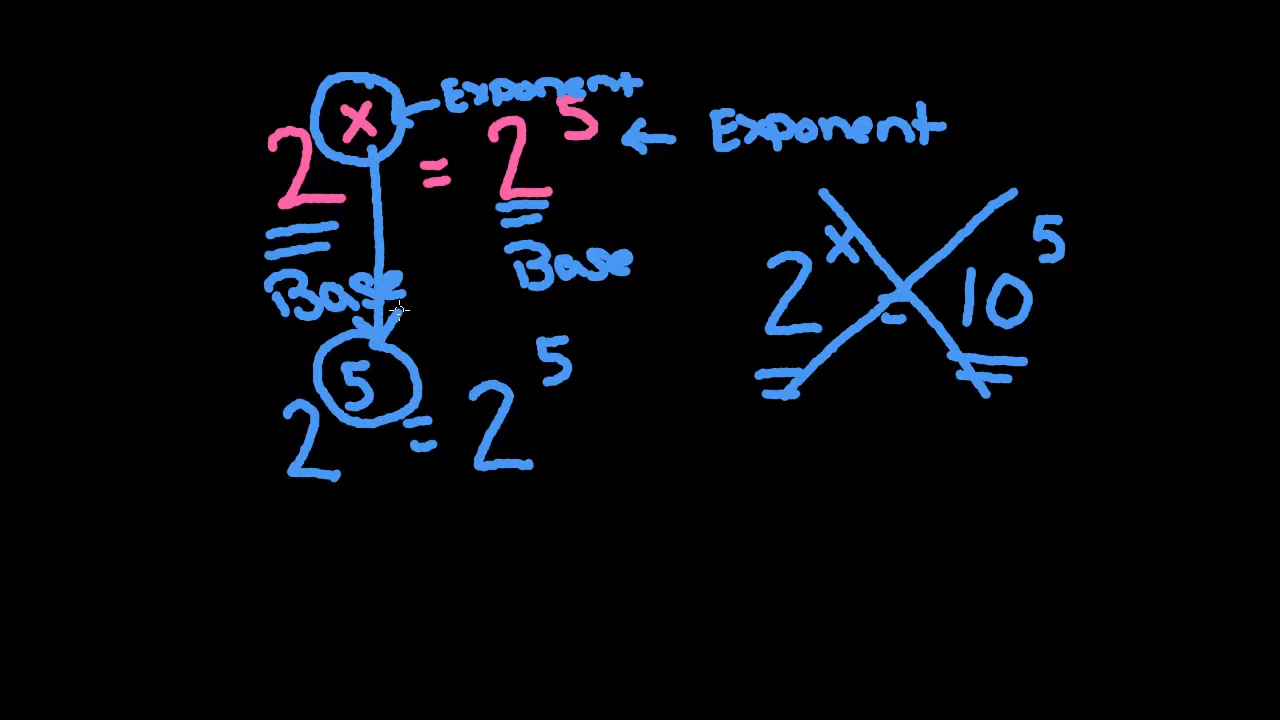 2^x = 2^5
Exponent
Exponent
Base
Base
2^x = 10^5
2^5 = 2^5